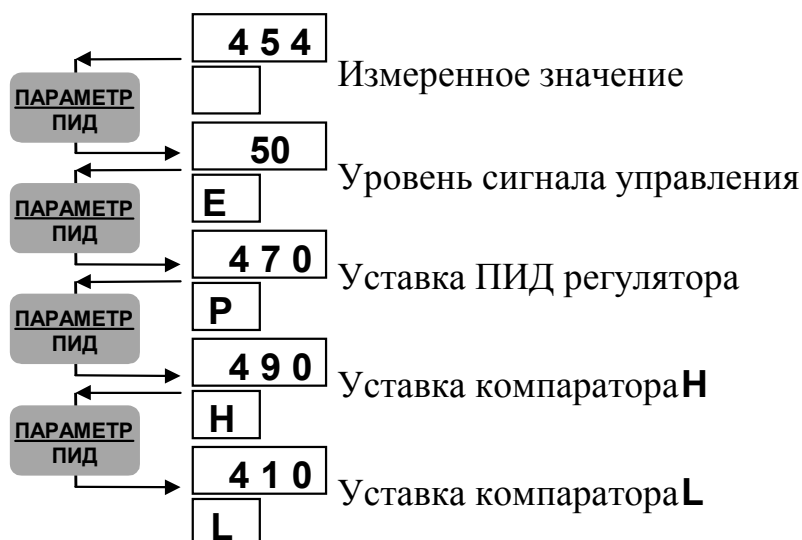 4 5 4
Измеренное значение
ПАРАМЕТР
ПИД
50
Уровень сигнала управления
E
ПАРАМЕТР
ПИД
4 7 0
Уставка ПИД регулятора
P
ПАРАМЕТР
ПИД
4 9 0
Уставка компаратора H
H
ПАРАМЕТР
ПИД
4 1 0
Уставка компаратора L
L